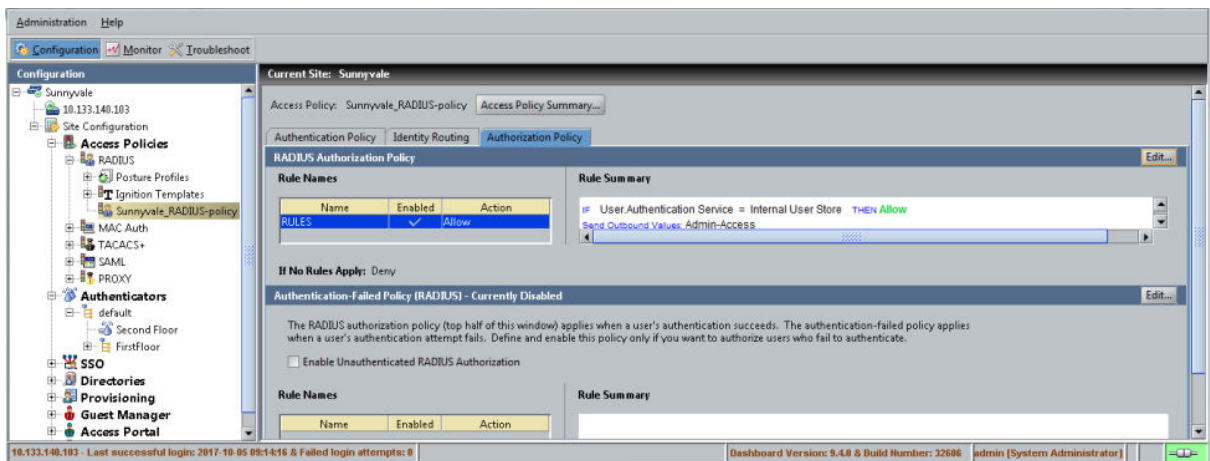 Administration Help
Configuration Monitor Troubleshoot
Configuration
Sunnyvale
10.133.140.103
Site Configuration
Access Policies
RADIUS
Posture Profiles
Ignition Templates
Sunnyvale_RADIUS-policy
MAC Auth
TACACS+
SAML
PROXY
Authenticators
default
Second Floor
FirstFloor
SSO
Directories
Provisioning
Guest Manager
Access Portal
Current Site: Sunnyvale
Access Policy: Sunnyvale_RADIUS-policy Access Policy Summary...
Authentication Policy Identity Routing Authorization Policy
RADIUS Authorization Policy Edit...
Rule Names Rule Summary
Name Enabled Action
RULES Allow
IF User.Authentication Service = Internal User Store THEN Allow
Send Outbound Values: Admin-Access
If No Rules Apply: Deny
Authentication-Failed Policy (RADIUS) - Currently Disabled Edit...
The RADIUS authorization policy (top half of this window) applies when a user's authentication succeeds. The authentication-failed policy applies
when a user's authentication attempt fails. Define and enable this policy only if you want to authorize users who fail to authenticate.
Enable Unauthenticated RADIUS Authorization
Rule Names Rule Summary
Name Enabled Action
10.133.140.103 - Last successful login: 2017-10-05 09:14:16 & Failed login attempts: 0 Dashboard Version: 9.4.0 & Build Number: 32606 admin [System Administrator]